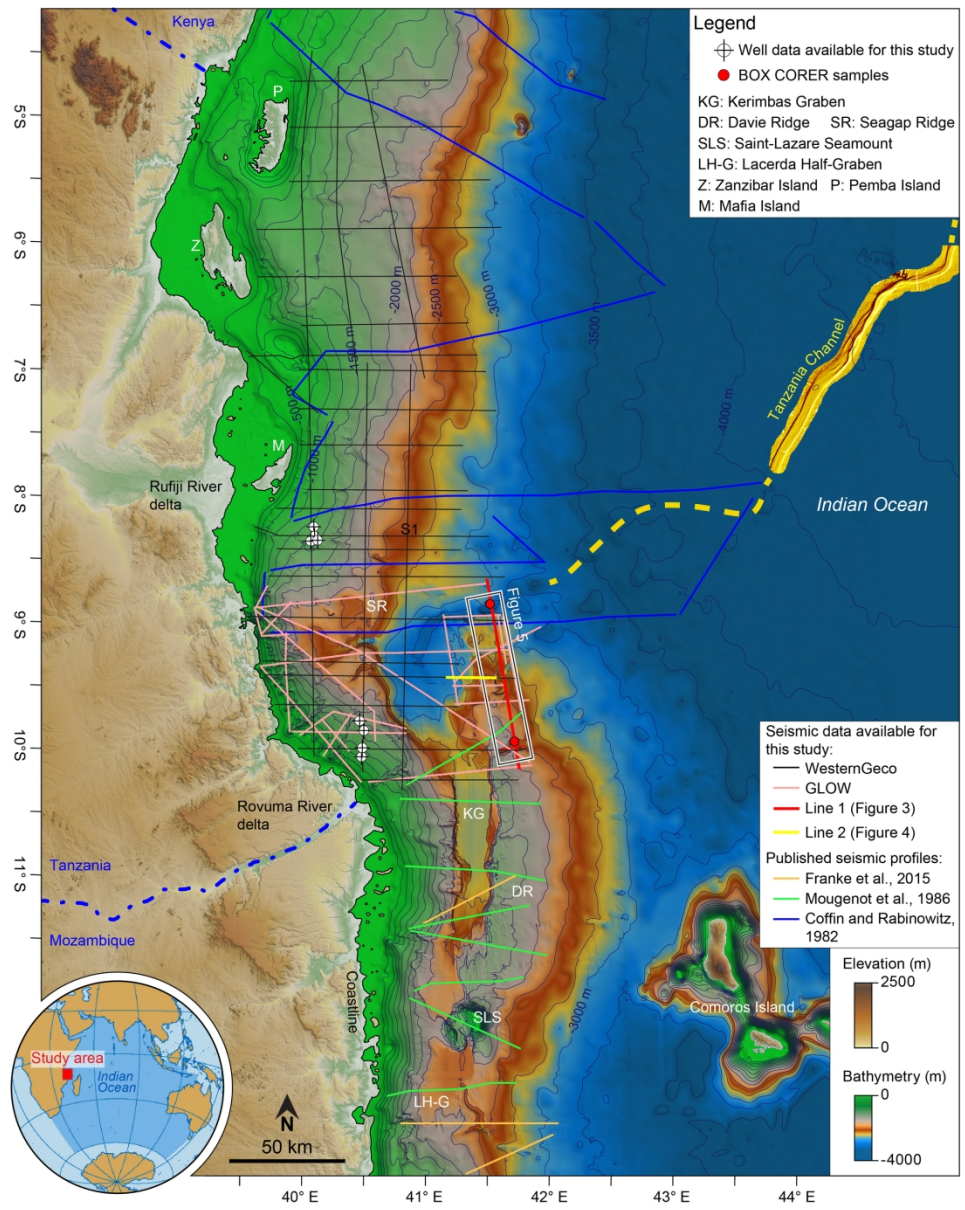 Kenya
Legend
Well data available for this study
BOX CORER samples
KG: Kerimbas Graben
DR: Davie Ridge SR: Seagap Ridge
SLS: Saint-Lazare Seamount
LH-G: Lacerda Half-Graben
Z: Zanzibar Island P: Pemba Island
M: Mafia Island
5°S
P
6°S
Z
-2000 m
-2500 m
-3000 m
-3500 m
-4000 m
-1500 m
-500 m
-1000 m
Tanzania Channel
7°S
M
Rufiji River
delta
8°S
Indian Ocean
S1
9°S
SR
Figure 5
10°S
Rovuma River
delta
KG
Tanzania
11°S
DR
Mozambique
Seismic data available for
this study:
WesternGeco
GLOW
Line 1 (Figure 3)
Line 2 (Figure 4)
Published seismic profiles:
Franke et al., 2015
Mougenot et al., 1986
Coffin and Rabinowitz,
1982
Coastline
SLS
-3000 m
Comoros Island
Elevation (m)
2500
0
Bathymetry (m)
0
-4000
Study area
Indian
Ocean
LH-G
N
50 km
40° E
41° E
42° E
43° E
44° E